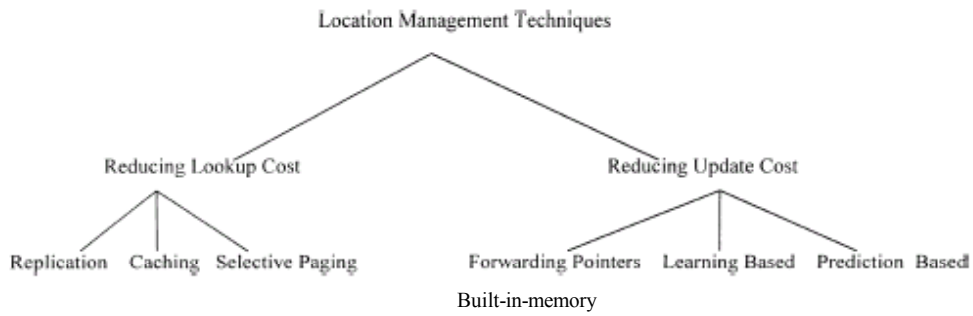 Location Management Techniques
Reducing Lookup Cost Reducing Update Cost
Replication Caching Selective Paging Forwarding Pointers Learning Based Prediction Based
Built-in-memory